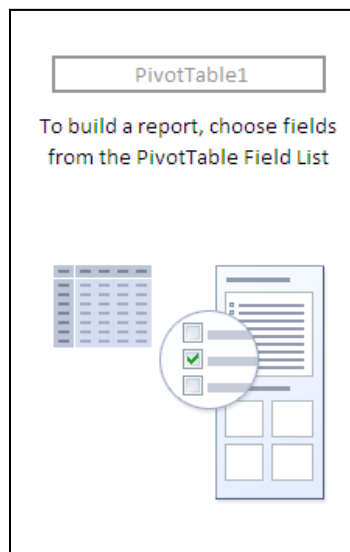 PivotTable1
To build a report, choose fields
from the PivotTable Field List